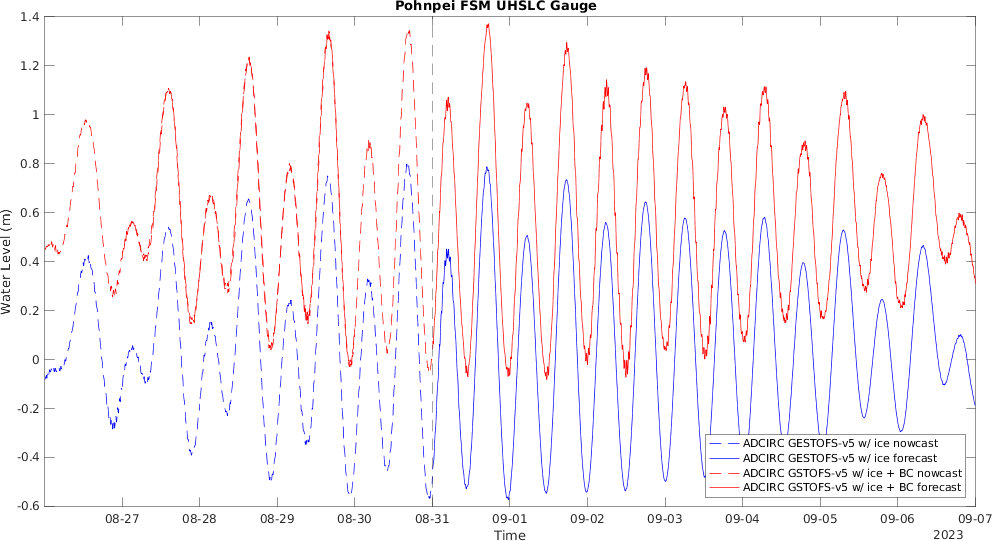 Pohnpei FSM UHSLC Gauge
1.4
1.2
1
0.8
0.6
0.4
0.2
0
-0.2
-0.4
-0.6
Water Level (m)
ADCIRC GESTOFS-v5 w/ ice nowcast
ADCIRC GESTOFS-v5 w/ ice forecast
ADCIRC GSTOFS-v5 w/ ice + BC nowcast
ADCIRC GSTOFS-v5 w/ ice + BC forecast
08-27 08-28 08-29 08-30 08-31 09-01 09-02 09-03 09-04 09-05 09-06 09-07
Time
2023